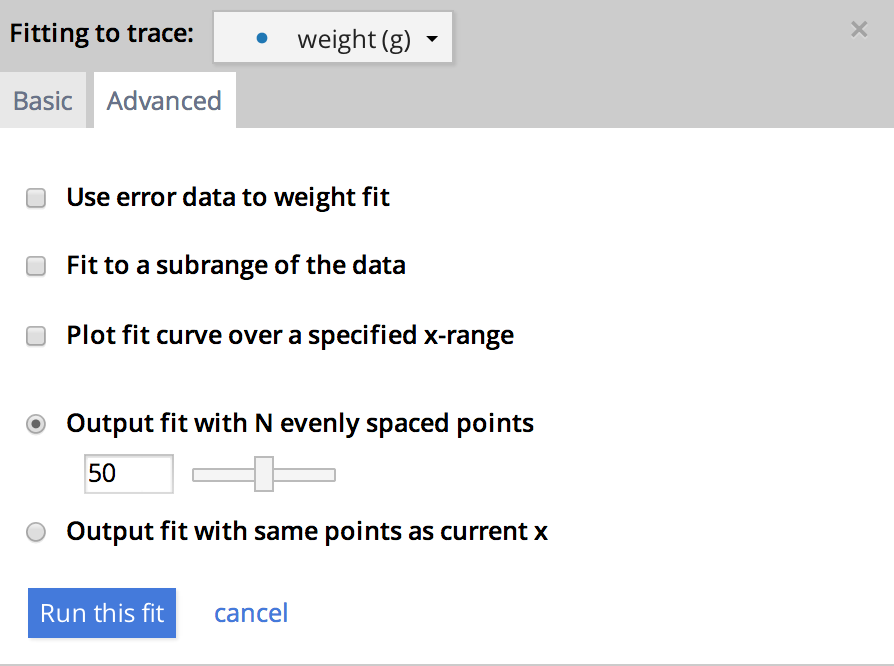 Fitting to trace: weight (g)
Basic Advanced
Use error data to weight fit
Fit to a subrange of the data
Plot fit curve over a specified x-range
Output fit with N evenly spaced points
50
Output fit with same points as current x
Run this fit cancel